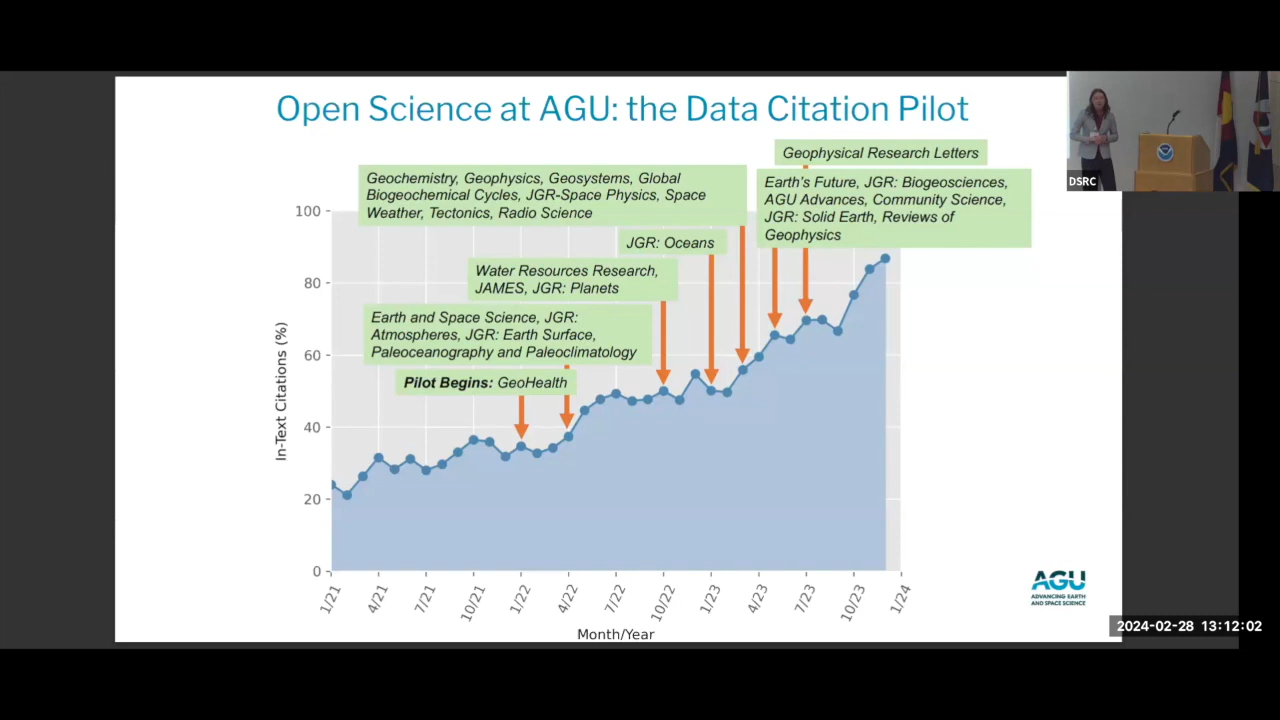 Open Science at AGU: the Data Citation Pilot
Geophysical Research Letters
Geochemistry, Geophysics, Geosystems, Global
Biogeochemical Cycles, JGR-Space Physics, Space
Weather, Tectonics, Radio Science
Earth's Future, JGR: Biogeosciences,
AGU Advances, Community Science,
JGR: Solid Earth, Reviews of
Geophysics
JGR: Oceans
Water Resources Research,
JAMES, JGR: Planets
Earth and Space Science, JGR:
Atmospheres, JGR: Earth Surface,
Paleoceanography and Paleoclimatology
Pilot Begins: GeoHealth
In-Text Citations (%)
100
80
60
40
20
0
1/21
4/21
7/21
10/21
1/22
4/22
7/22
10/22
1/23
4/23
7/23
10/23
1/24
Month/Year
AGU
ADVANCING EARTH
AND SPACE SCIENCE
DSRC
2024-02-28 13:12:02